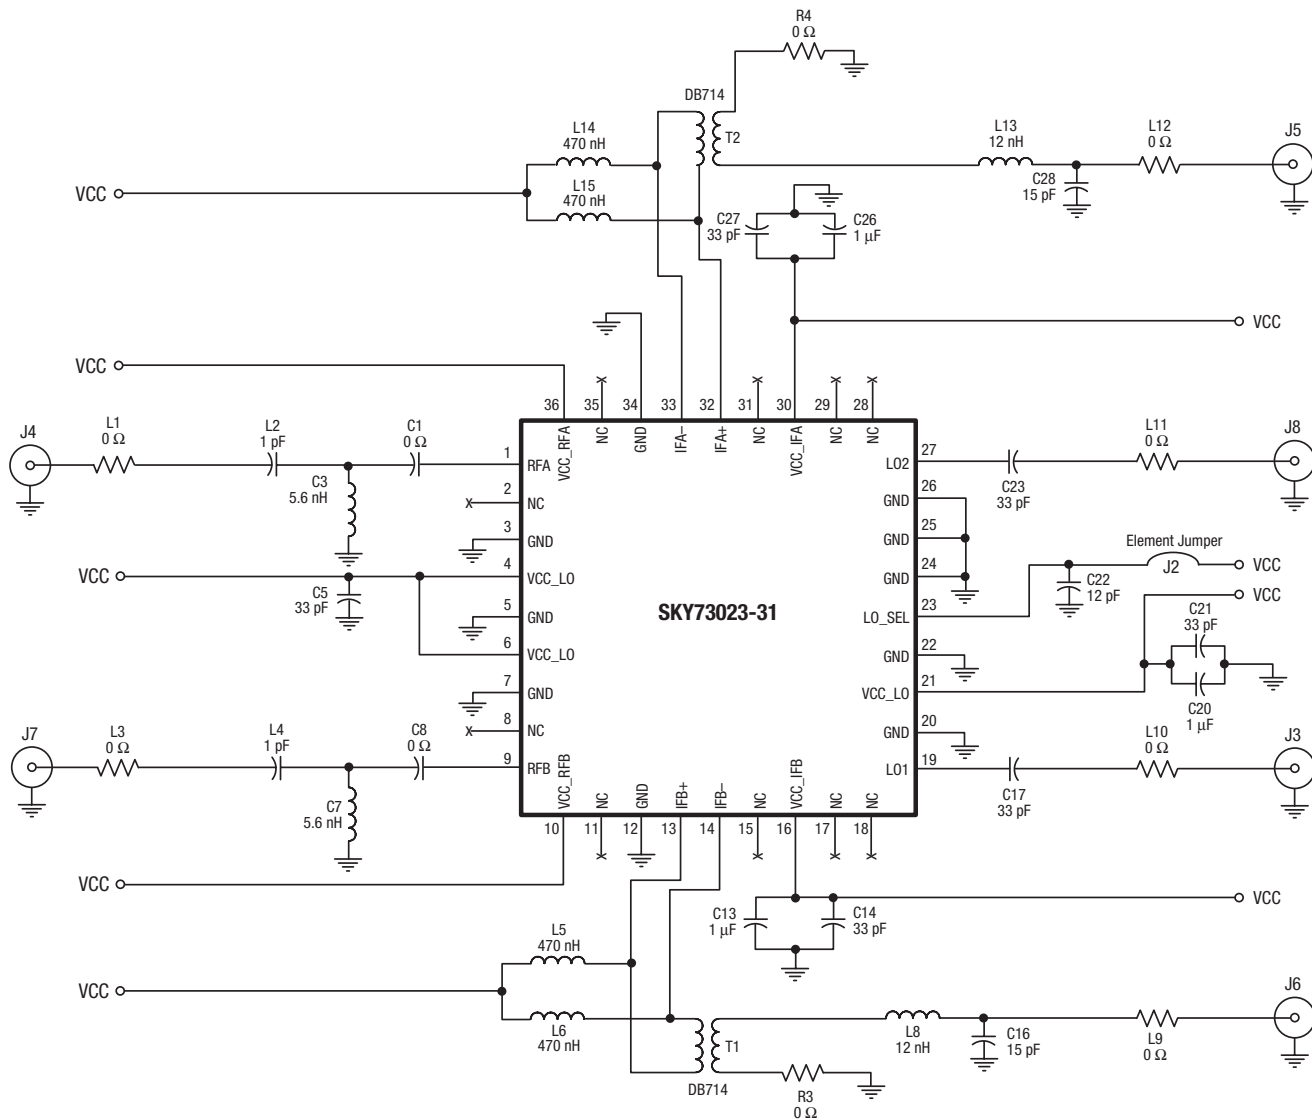 R4
0 Ω
DB714
T2
L14
470 nH
L15
470 nH
L13
12 nH
L12
0 Ω
J5
C28
15 pF
VCC
C27
33 pF
C26
1 μF
VCC
VCC
36
35
34
33
32
31
30
29
28
VCC_RFA
NC
GND
IFA–
IFA+
NC
VCC_IFA
NC
NC
J4
L1
0 Ω
L2
1 pF
C1
0 Ω
C3
5.6 nH
1
RFA
2
NC
3
GND
VCC
C5
33 pF
4
VCC_LO
5
GND
6
VCC_LO
7
GND
8
NC
9
RFB
J7
L3
0 Ω
L4
1 pF
C8
0 Ω
C7
5.6 nH
SKY73023-31
27
LO2
26
GND
25
GND
24
GND
23
LO_SEL
22
GND
21
VCC_LO
20
GND
19
LO1
C23
33 pF
L11
0 Ω
J8
Element Jumper
J2
VCC
C22
12 pF
VCC
C21
33 pF
C20
1 μF
C17
33 pF
L10
0 Ω
J3
VCC_RFB
NC
GND
IFB+
IFB–
NC
VCC_IFB
NC
NC
10
11
12
13
14
15
16
17
18
VCC
C13
1 μF
C14
33 pF
VCC
L5
470 nH
VCC
L6
470 nH
T1
DB714
L8
12 nH
C16
15 pF
L9
0 Ω
J6
R3
0 Ω